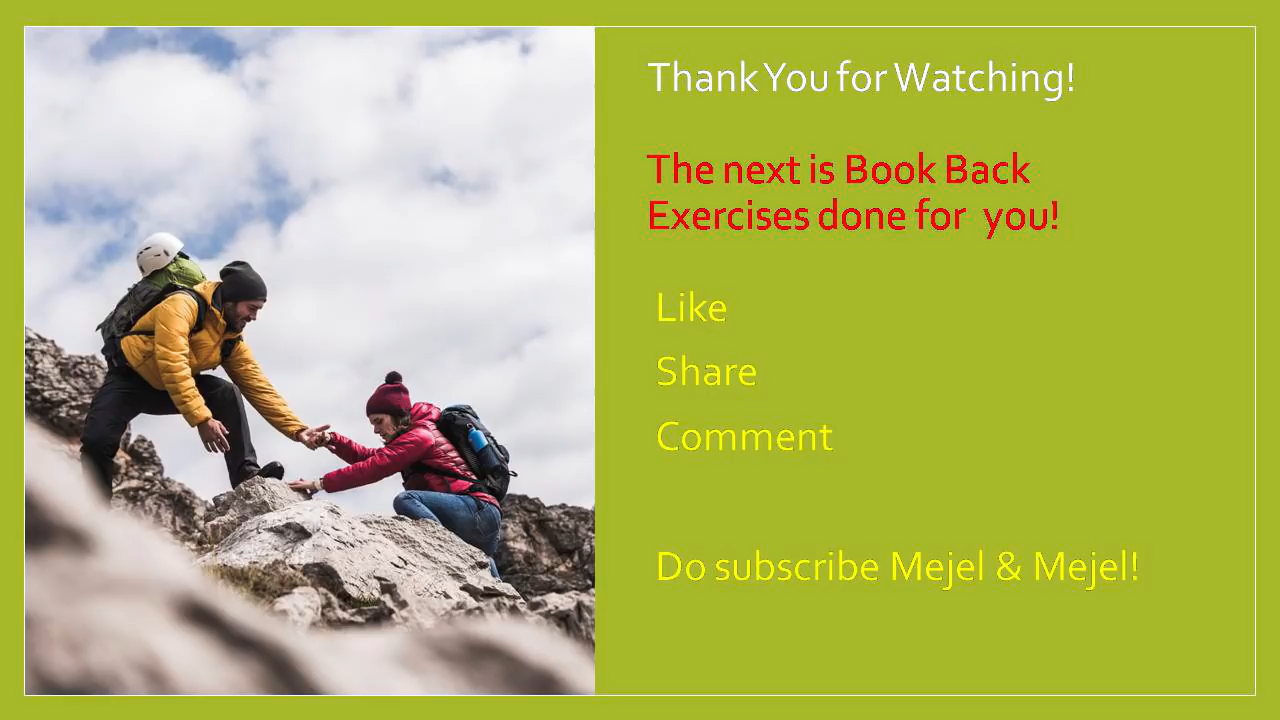 Thank You for Watching!
The next is Book Back
Exercises done for  you!
Like
Share
Comment
Do subscribe Mejel & Mejel!